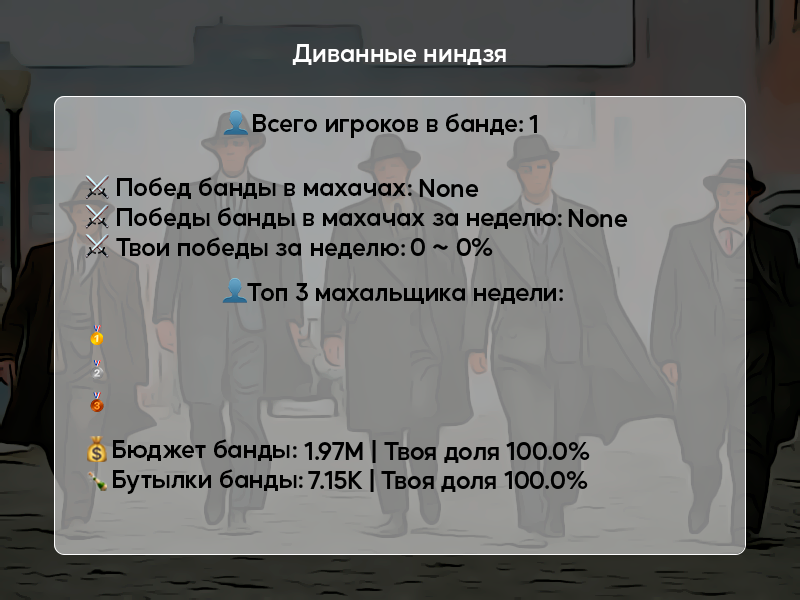 Диванные ниндзя
👤Всего игроков в банде: 1
⚔ Побед банды в махачах: None
⚔ Победы банды в махачах за неделю: None
⚔ Твои победы за неделю: 0 ~ 0%
👤Топ 3 махальщика недели:
🥇
🥈
🥉
💰Бюджет банды: 1.97M | Твоя доля 100.0%
🍾Бутылки банды: 7.15K | Твоя доля 100.0%